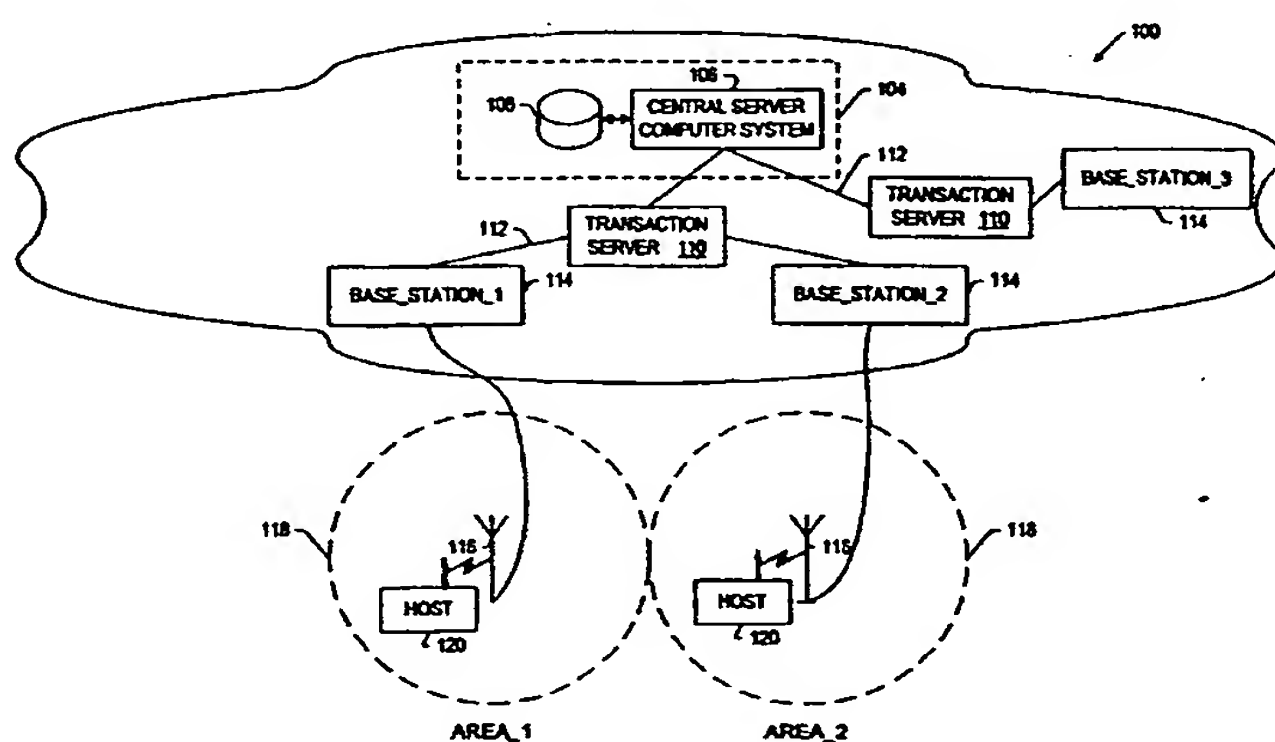 100
106
104
CENTRAL SERVER
COMPUTER SYSTEM
112
TRANSACTION
SERVER 110
BASE_STATION_3
114
112
TRANSACTION
SERVER 110
BASE_STATION_1
114
BASE_STATION_2
114
118
116
HOST
120
118
116
HOST
120
AREA_1
AREA_2